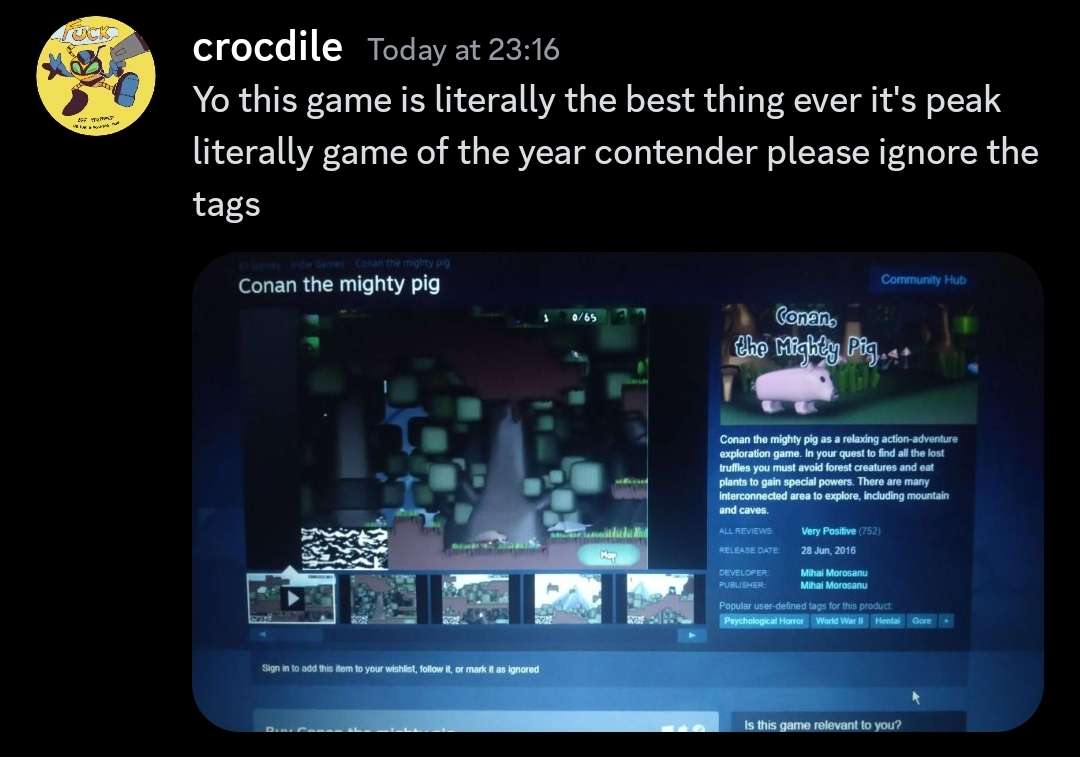 FUCK
crocdile Today at 23:16
Yo this game is literally the best thing ever it's peak
literally game of the year contender please ignore the
tags
Conan the mighty pig
Conan the mighty pig
Community Hub
1 0/65
Conan,
the Mighty Pig
Conan the mighty pig as a relaxing action-adventure
exploration game. In your quest to find all the lost
truffles you must avoid forest creatures and eat
plants to gain special powers. There are many
interconnected area to explore, including mountain
and caves.
ALL REVIEWS: Very Positive (752)
RELEASE DATE: 28 Jun, 2016
DEVELOPER: Mihai Morosanu
PUBLISHER: Mihai Morosanu
Map
Popular user-defined tags for this product:
Psychological Horror World War II Hentai Gore +
Sign in to add this item to your wishlist, follow it, or mark it as ignored
Buy Conan the mighty pig
Is this game relevant to you?